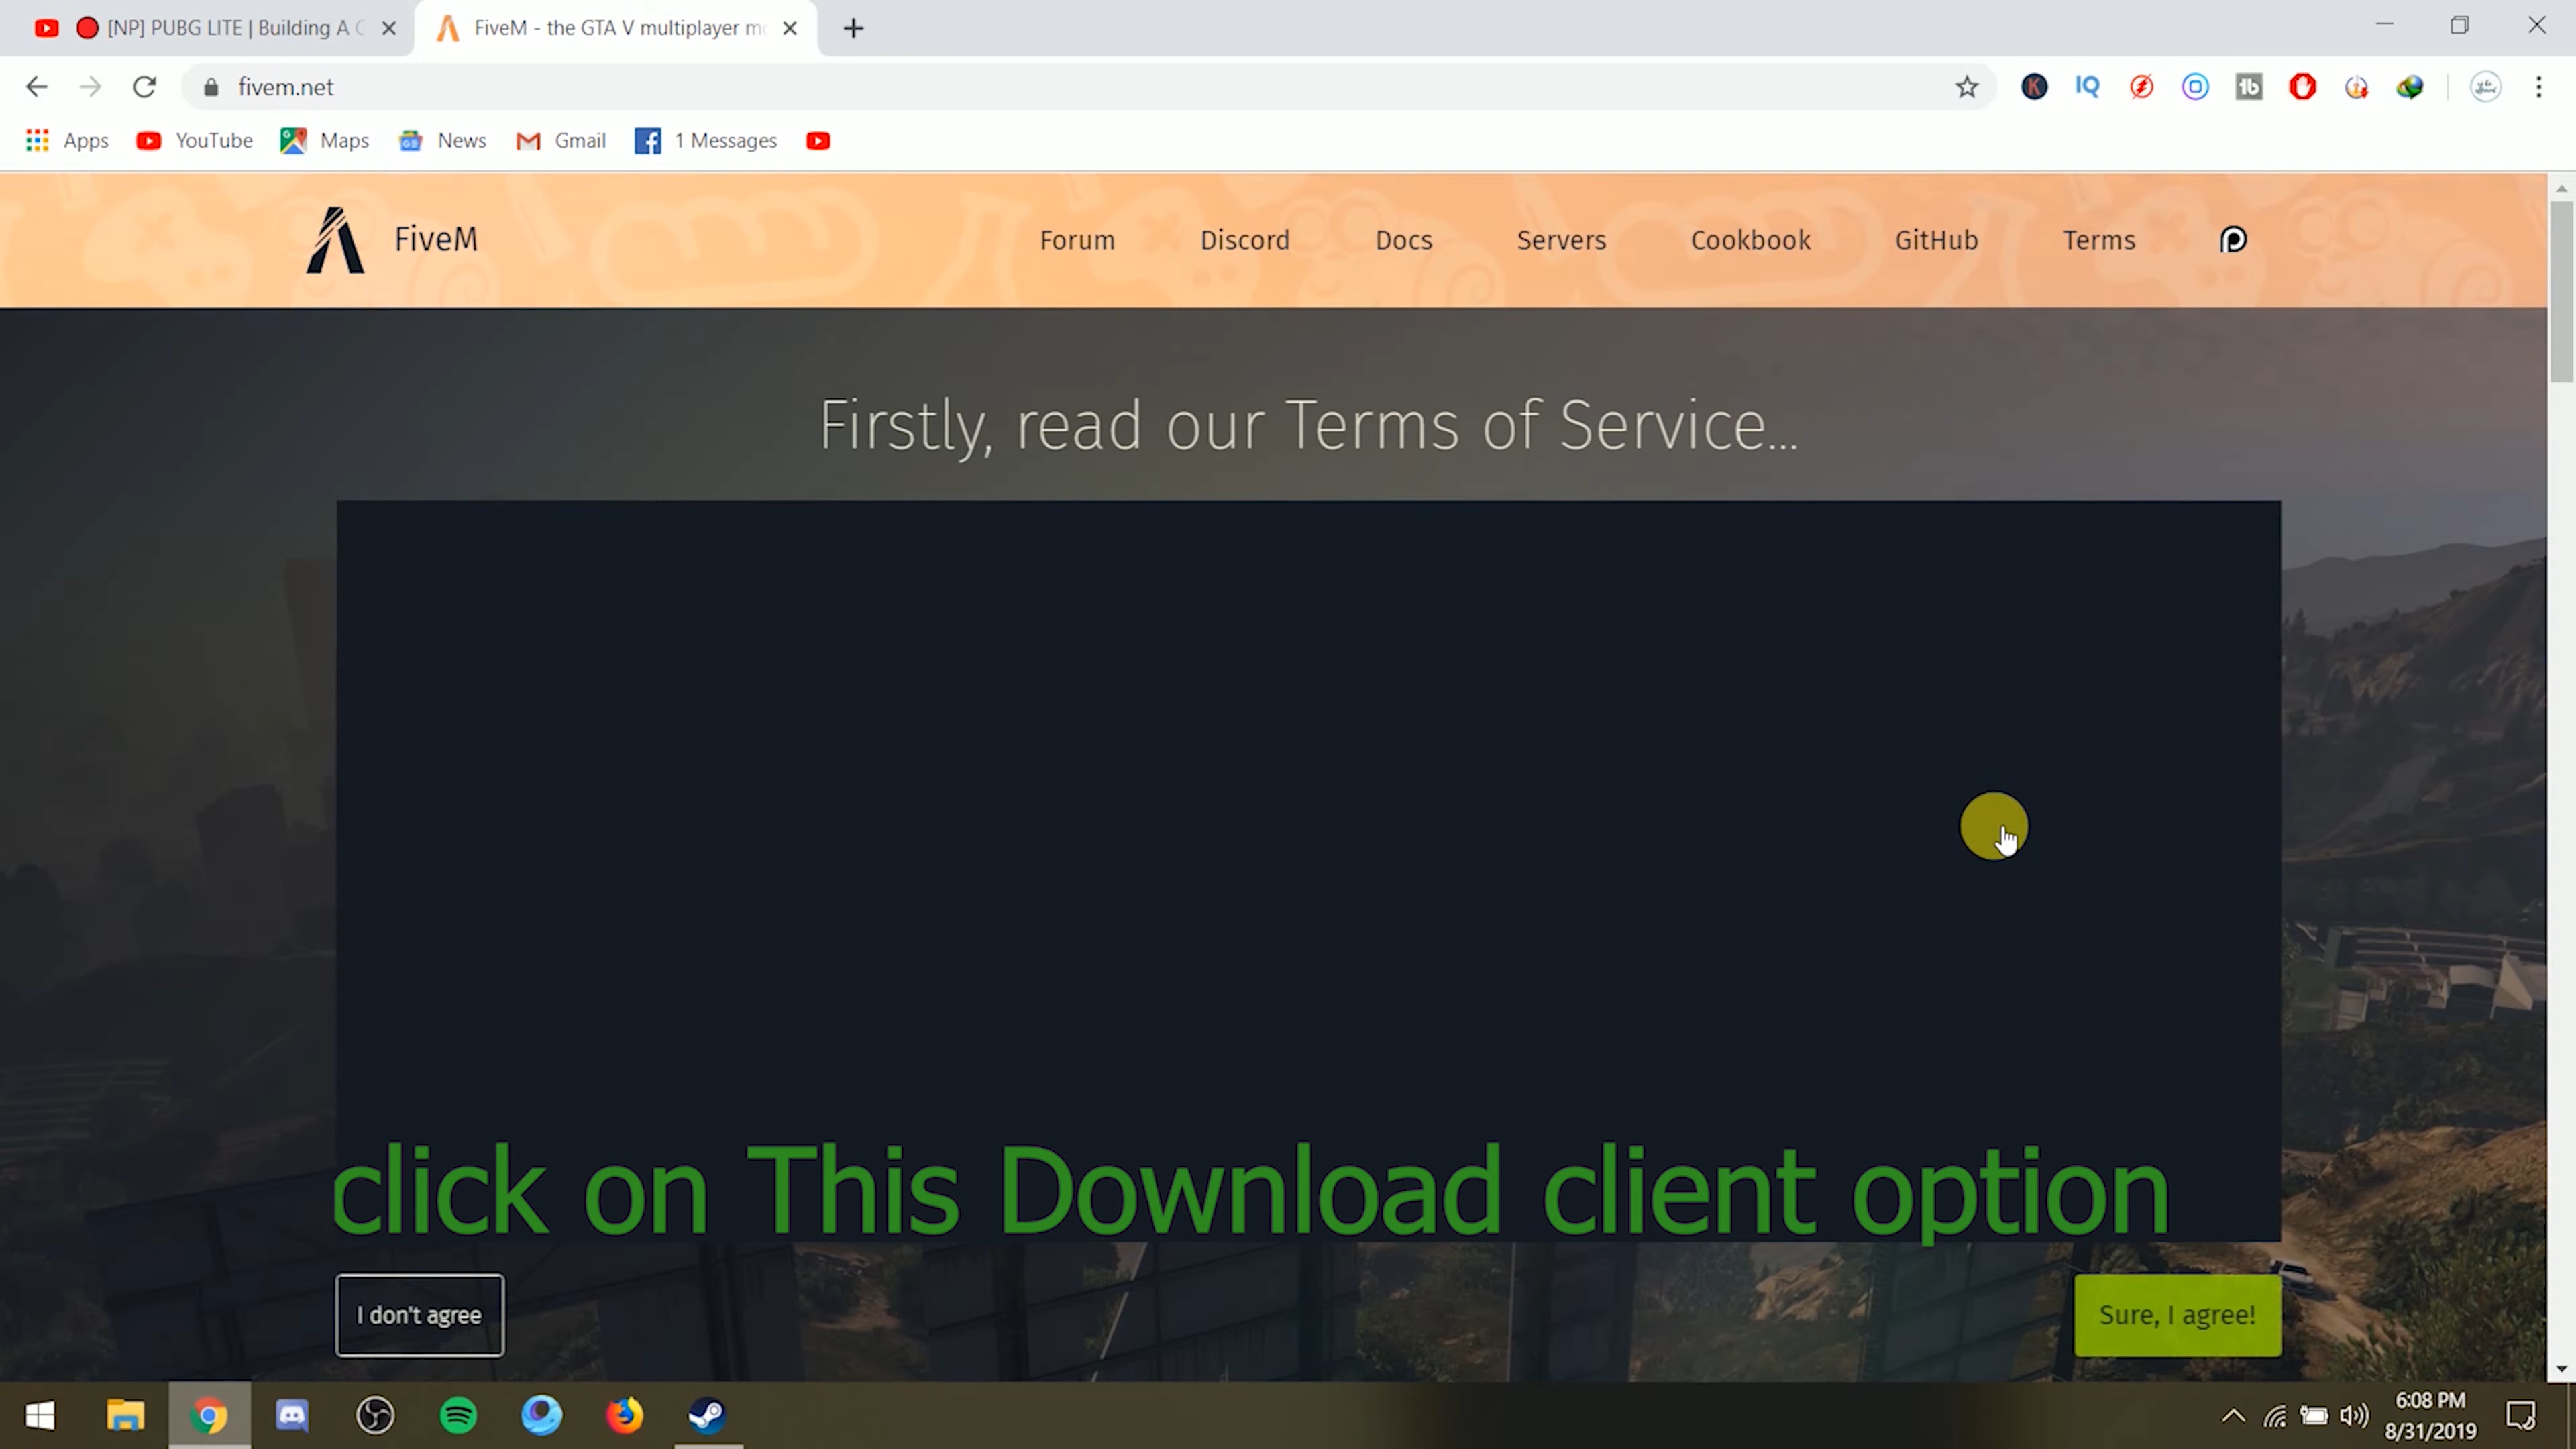 [NP] PUBG LITE | Building A C
FiveM - the GTA V multiplayer mo
fivem.net
IQ
Apps
YouTube
Maps
News
Gmail
1 Messages
FiveM
Forum
Discord
Docs
Servers
Cookbook
GitHub
Terms
Firstly, read our Terms of Service...
click on This Download client option
I don't agree
Sure, I agree!
6:08 PM
8/31/2019